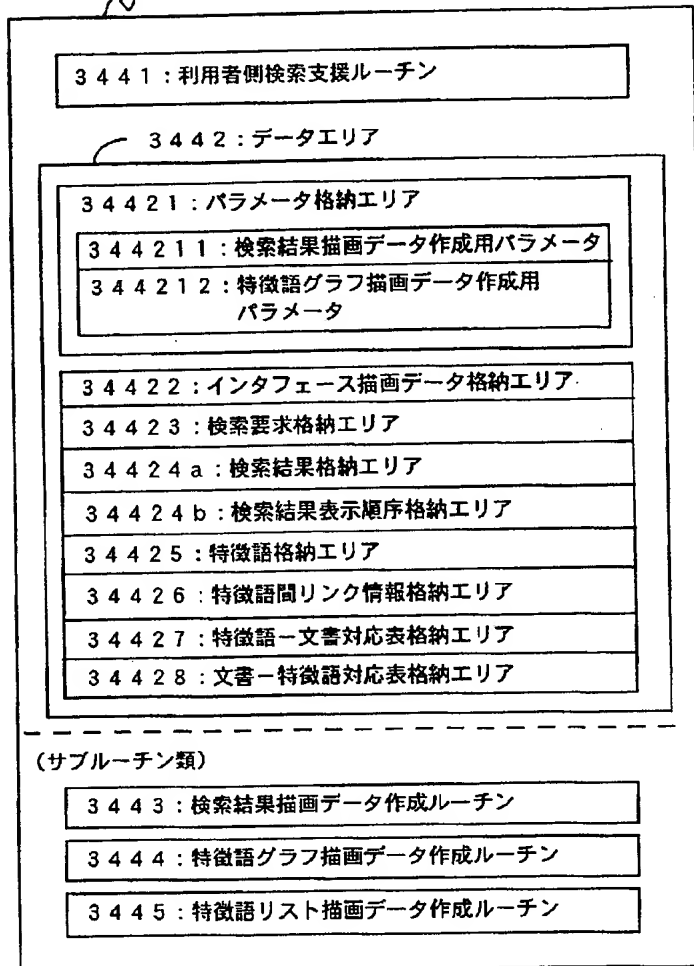 3441:利用者側検索支援ルーチン
3442:データエリア
34421:パラメータ格納エリア
344211:検索結果描画データ作成用パラメータ
344212:特徴語グラフ描画データ作成用
パラメータ
34422:インタフェース描画データ格納エリア
34423:検索要求格納エリア
34424a:検索結果格納エリア
34424b:検索結果表示順序格納エリア
34425:特徴語格納エリア
34426:特徴語間リンク情報格納エリア
34427:特徴語－文書対応表格納エリア
34428:文書－特徴語対応表格納エリア
(サブルーチン類)
3443:検索結果描画データ作成ルーチン
3444:特徴語グラフ描画データ作成ルーチン
3445:特徴語リスト描画データ作成ルーチン